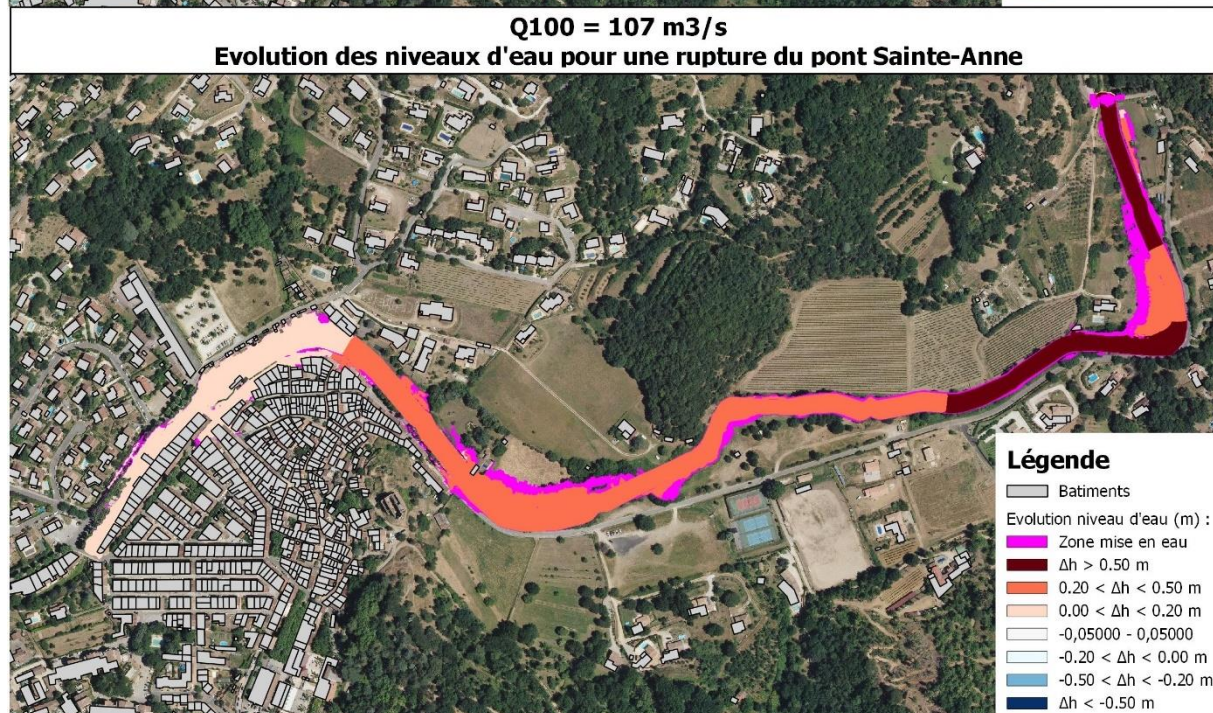 Q100 = 107 m3/s
Evolution des niveaux d'eau pour une rupture du pont Sainte-Anne
Légende
Batiments
Evolution niveau d'eau (m) :
Zone mise en eau
Δh > 0.50 m
0.20 < Δh < 0.50 m
0.00 < Δh < 0.20 m
-0,05000 - 0,05000
-0.20 < Δh < 0.00 m
-0.50 < Δh < -0.20 m
Δh < -0.50 m